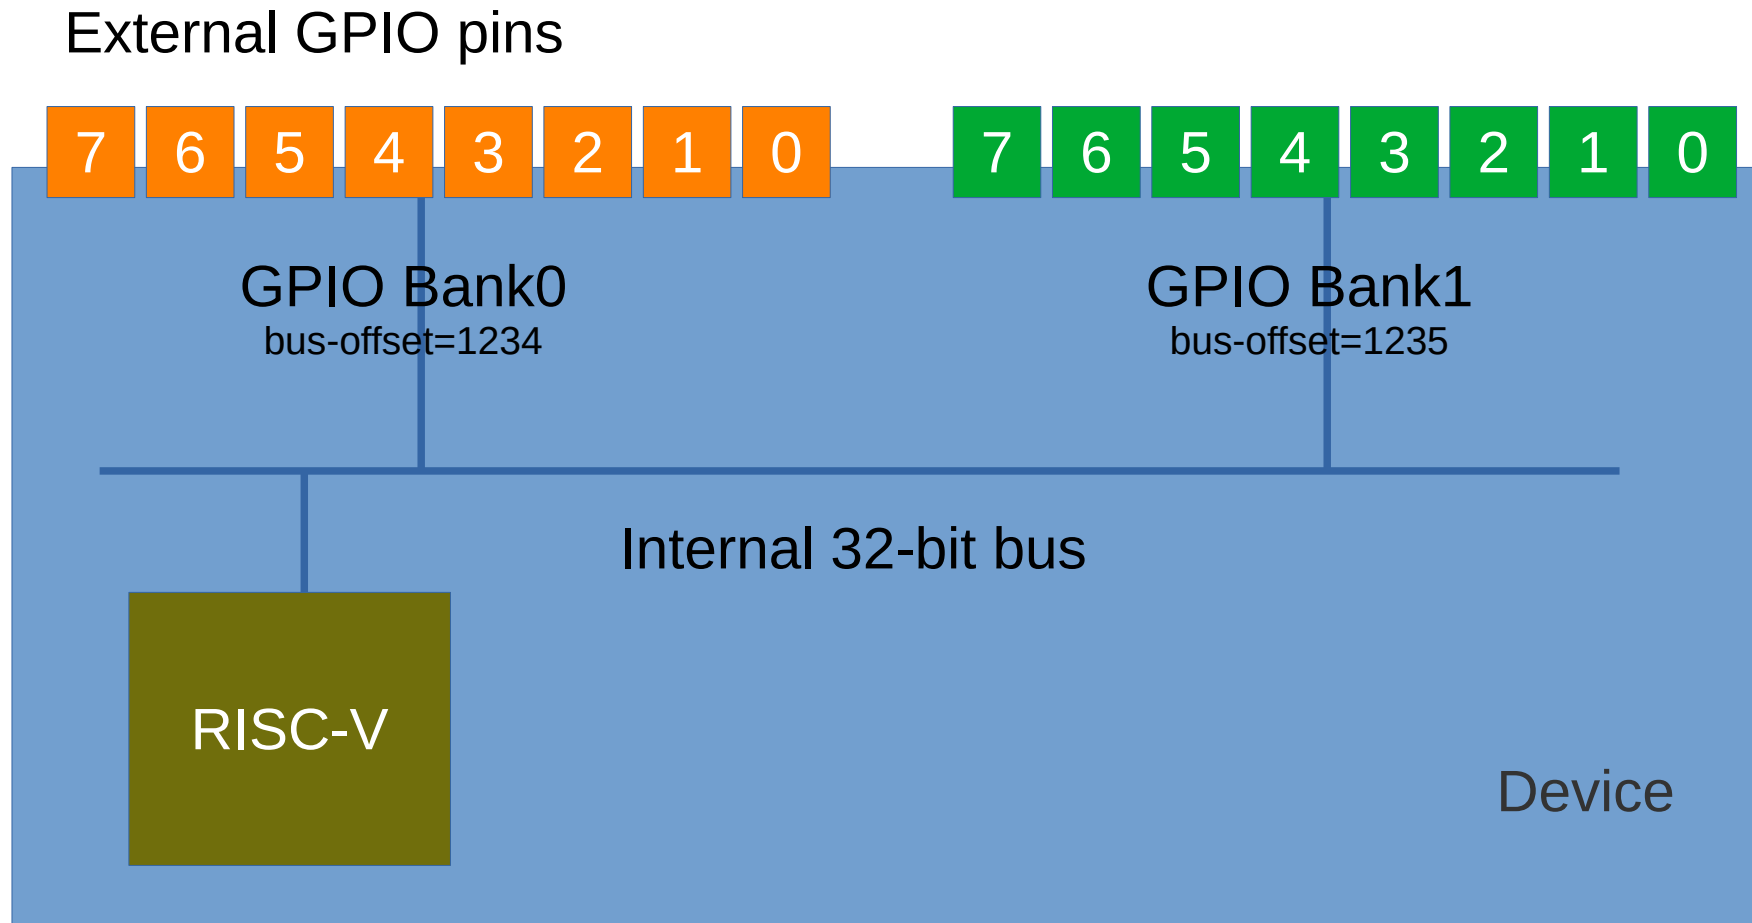 External GPIO pins
7 6 5 4 3 2 1 0 7 6 5 4 3 2 1 0
GPIO Bank0 GPIO Bank1
bus-offset=1234 bus-offset=1235
Internal 32-bit bus
RISC-V
Device